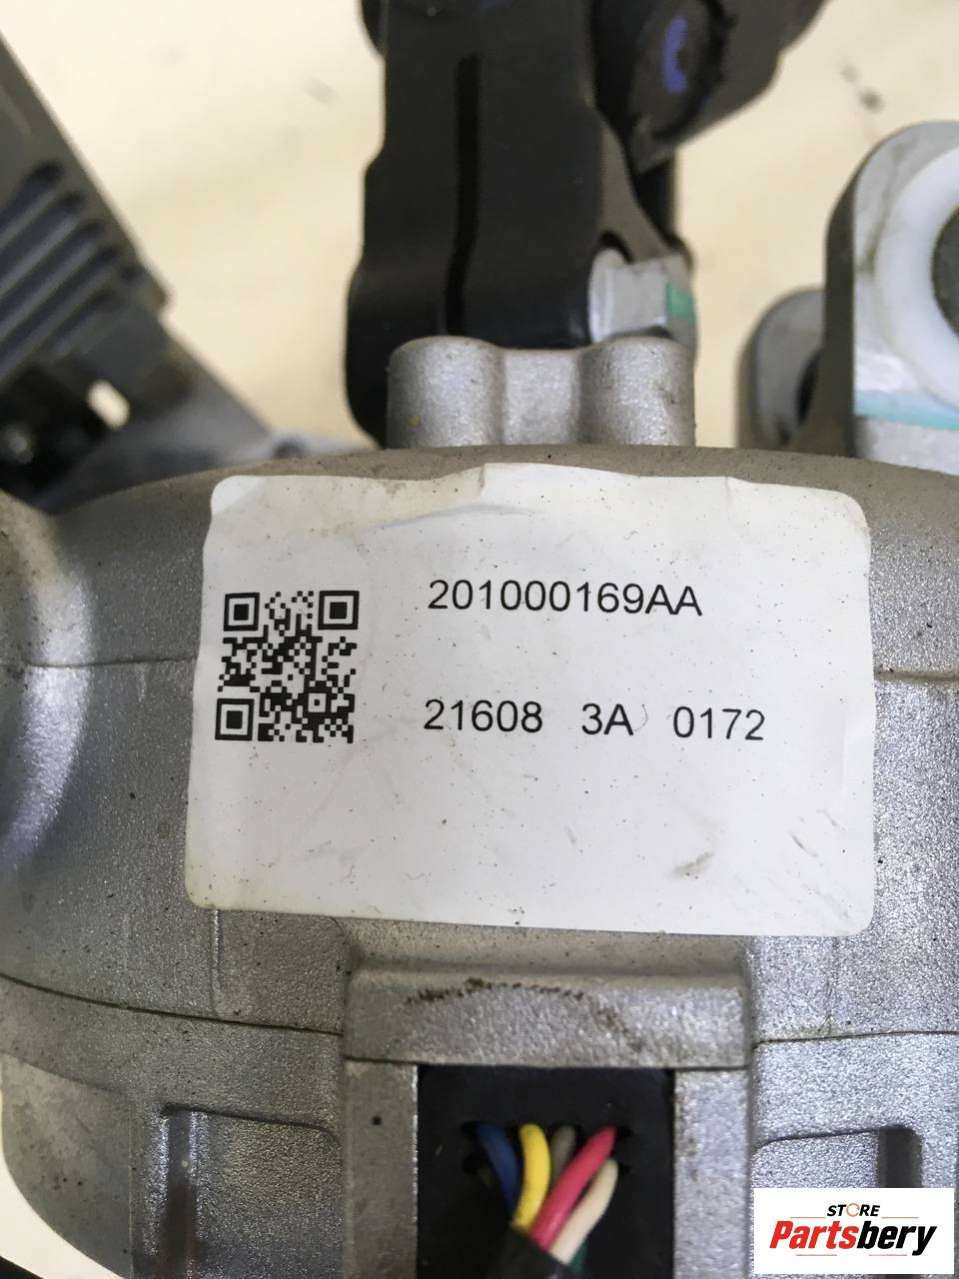 201000169AA
21608 3A 0172
STORE
Partsbery